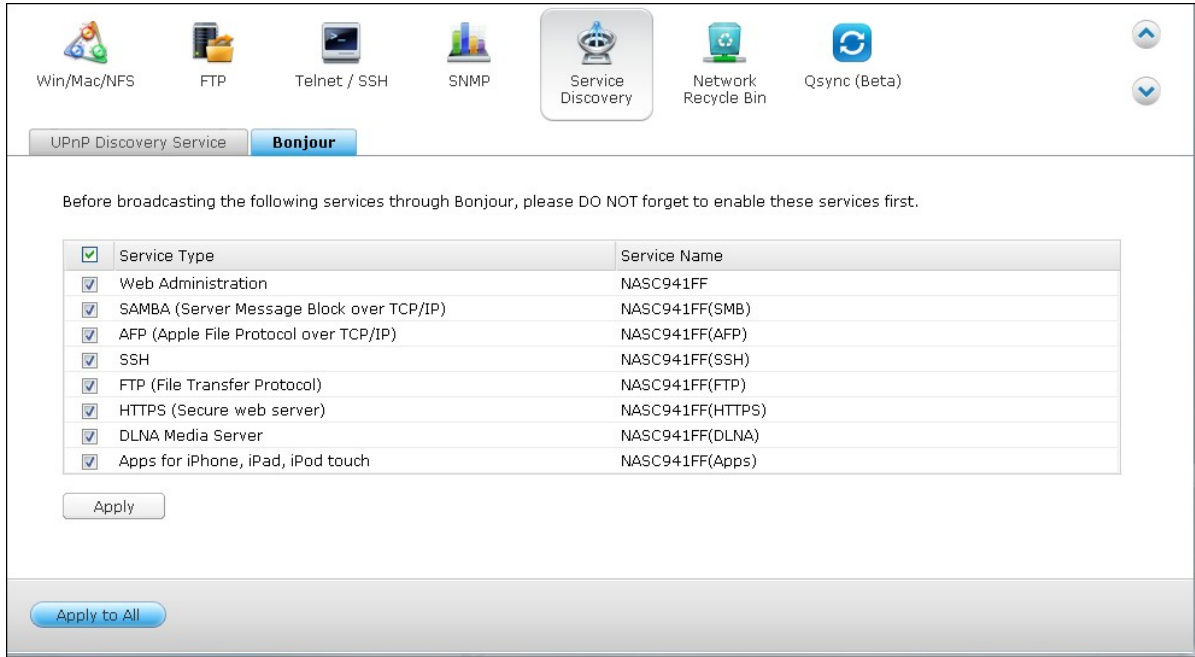 Win/Mac/NFS
FTP
Telnet / SSH
SNMP
Service
Discovery
Network
Recycle Bin
Qsync (Beta)
UPnP Discovery Service
Bonjour
Before broadcasting the following services through Bonjour, please DO NOT forget to enable these services first.
Service Type Service Name
Web Administration NASC941FF
SAMBA (Server Message Block over TCP/IP) NASC941FF(SMB)
AFP (Apple File Protocol over TCP/IP) NASC941FF(AFP)
SSH NASC941FF(SSH)
FTP (File Transfer Protocol) NASC941FF(FTP)
HTTPS (Secure web server) NASC941FF(HTTPS)
DLNA Media Server NASC941FF(DLNA)
Apps for iPhone, iPad, iPod touch NASC941FF(Apps)
Apply
Apply to All